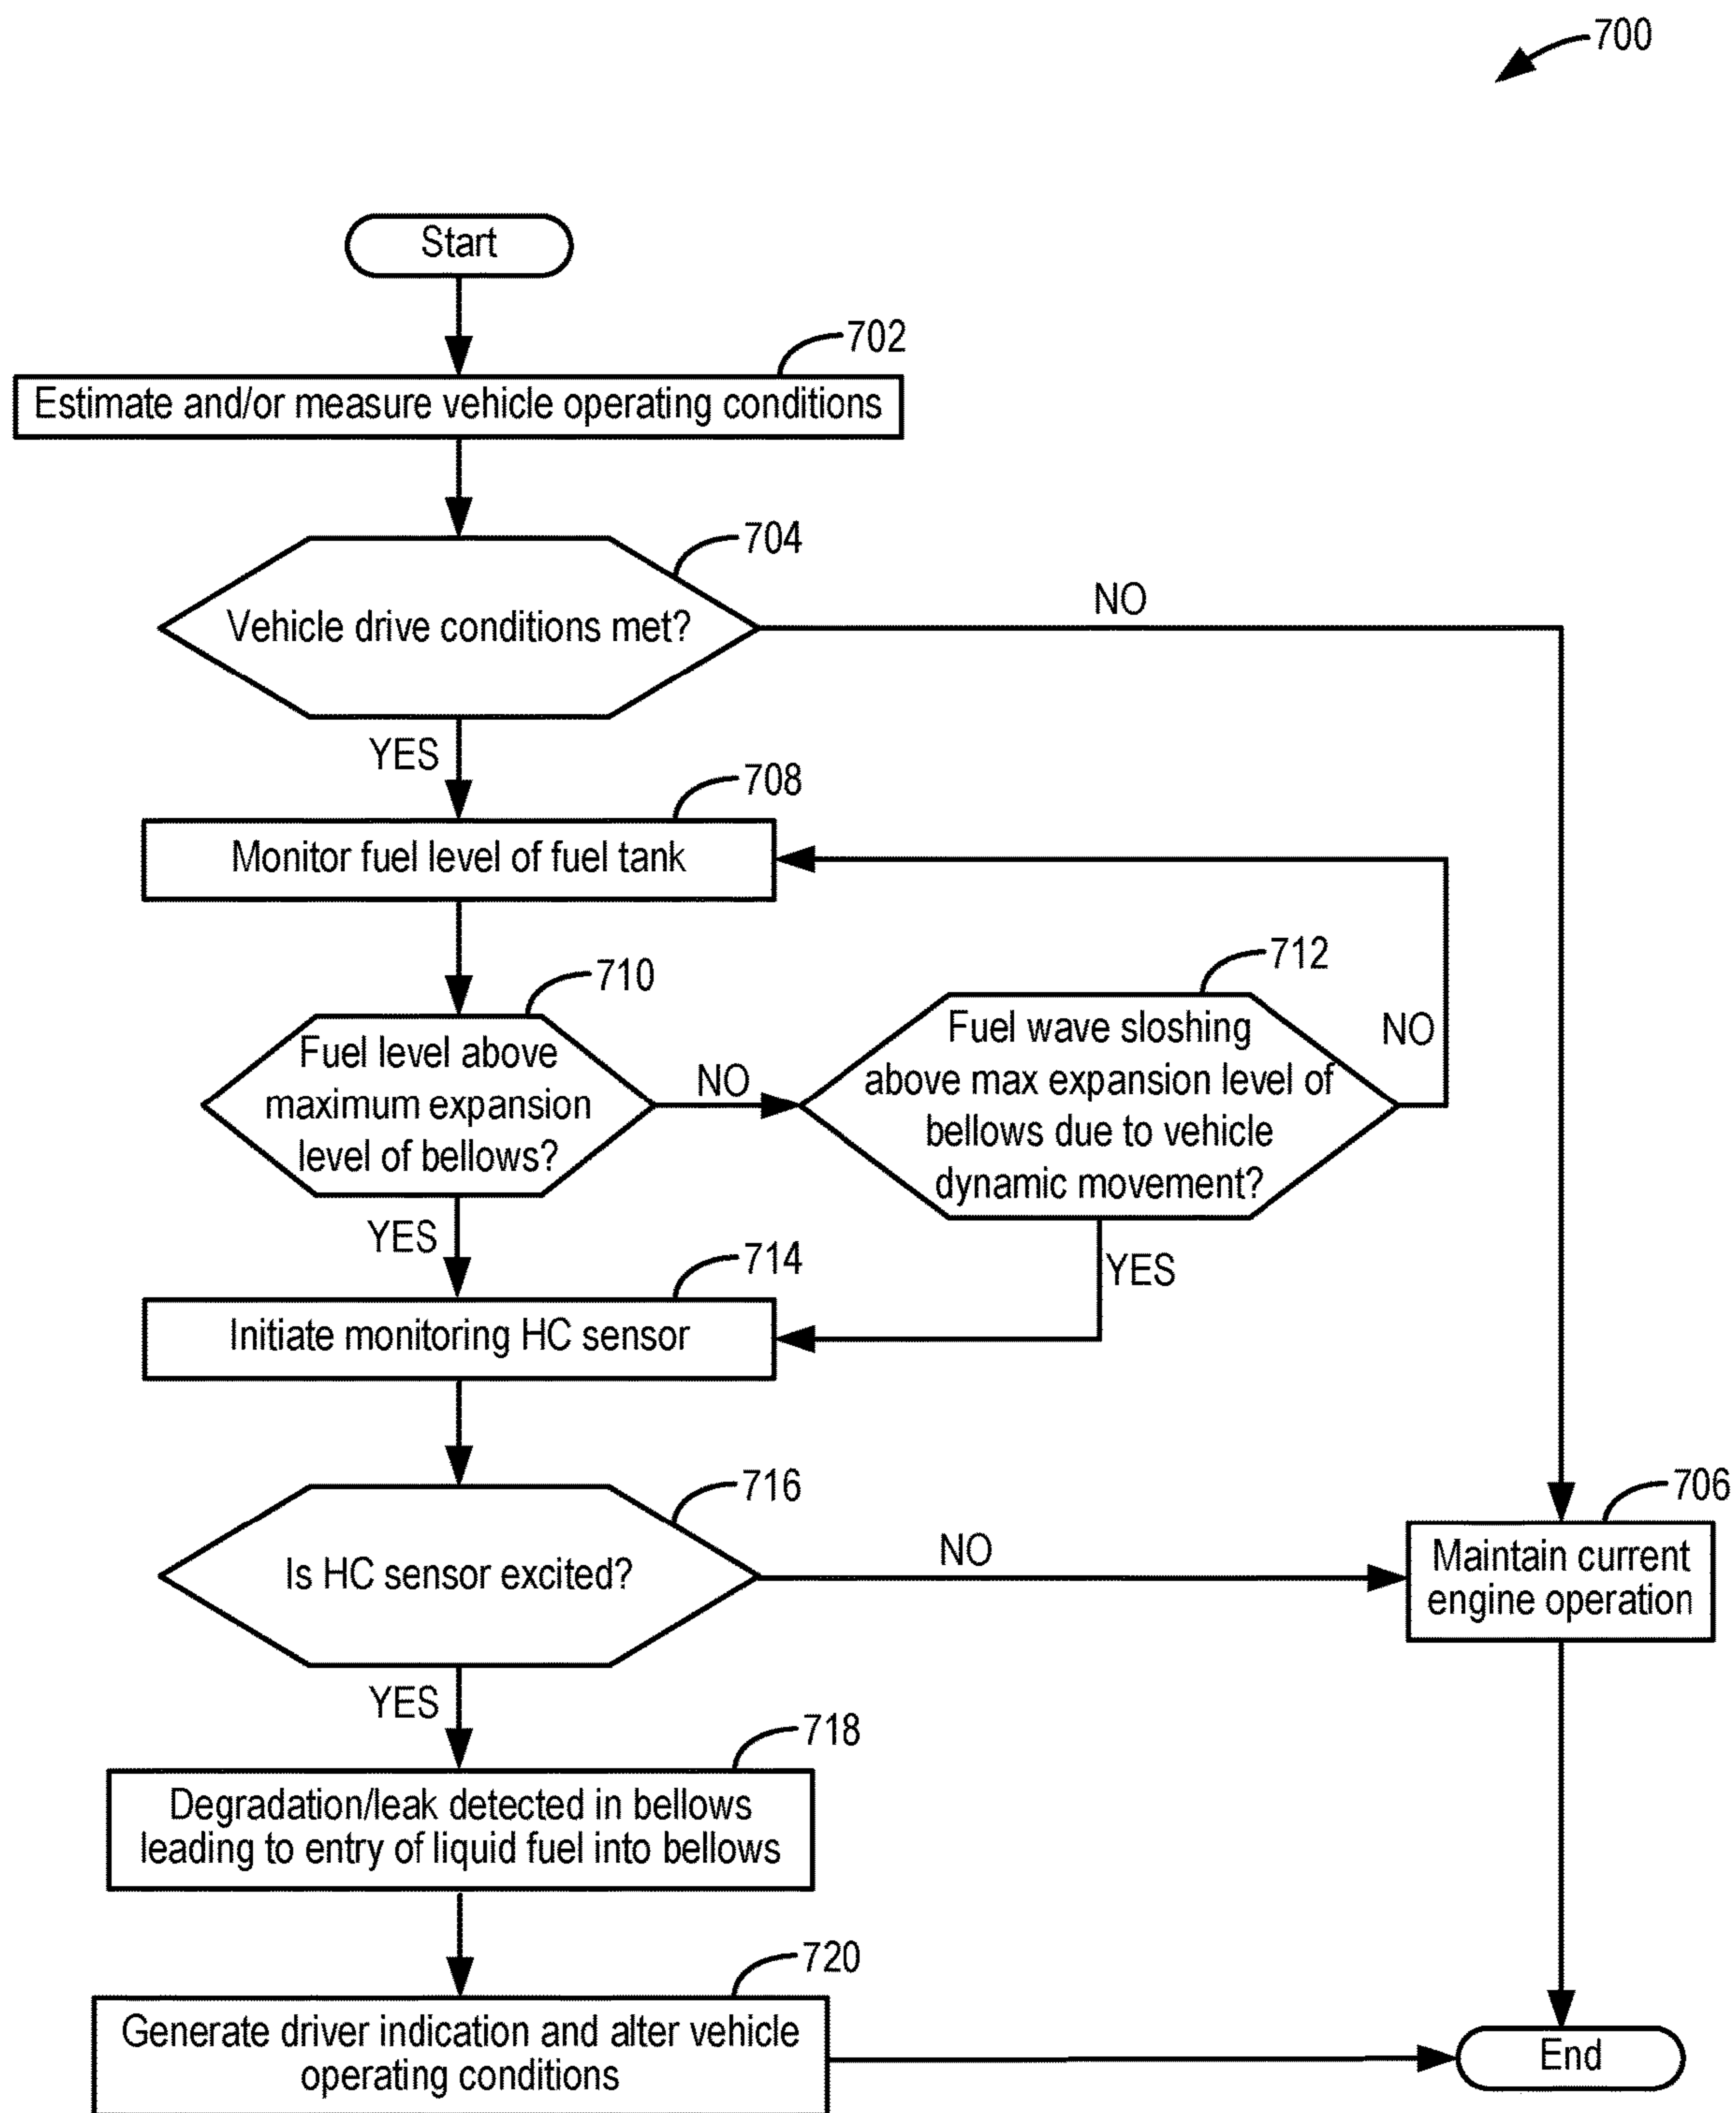 700
Start
702
Estimate and/or measure vehicle operating conditions
704
Vehicle drive conditions met?
NO
YES
708
Monitor fuel level of fuel tank
710
Fuel level above
maximum expansion
level of bellows?
NO
712
Fuel wave sloshing
above max expansion level of
bellows due to vehicle
dynamic movement?
NO
YES
YES
714
Initiate monitoring HC sensor
716
Is HC sensor excited?
NO
706
Maintain current
engine operation
YES
718
Degradation/leak detected in bellows
leading to entry of liquid fuel into bellows
720
Generate driver indication and alter vehicle
operating conditions
End